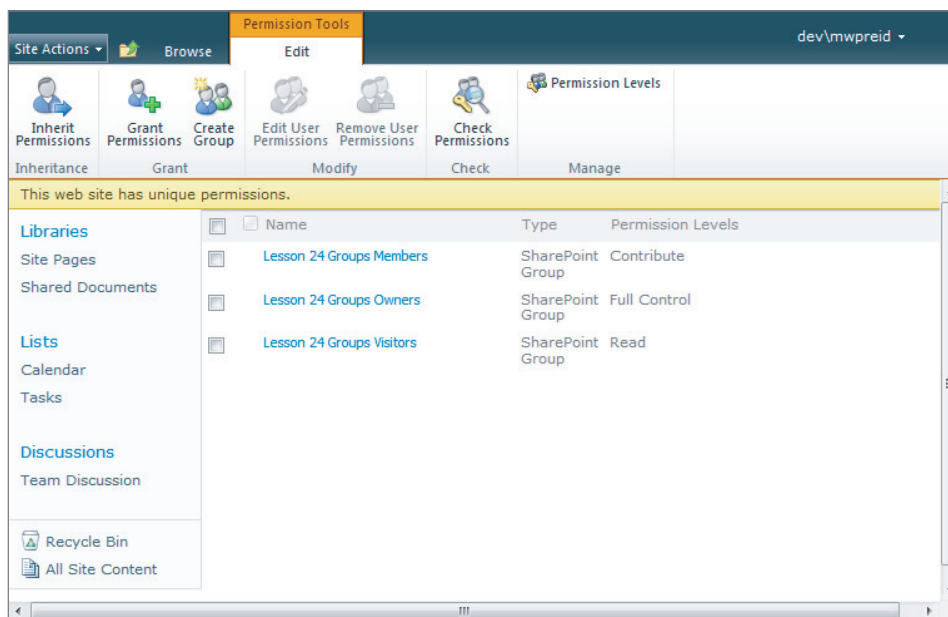 Permission Tools
dev\mwpreid
Site Actions
Browse
Edit
Inherit
Permissions
Grant
Permissions
Create
Group
Edit User
Permissions
Remove User
Permissions
Check
Permissions
Permission Levels
Inheritance
Grant
Modify
Check
Manage
This web site has unique permissions.
Libraries
Site Pages
Shared Documents
Lists
Calendar
Tasks
Discussions
Team Discussion
Recycle Bin
All Site Content
Name Type Permission Levels
Lesson 24 Groups Members SharePoint Group Contribute
Lesson 24 Groups Owners SharePoint Group Full Control
Lesson 24 Groups Visitors SharePoint Group Read